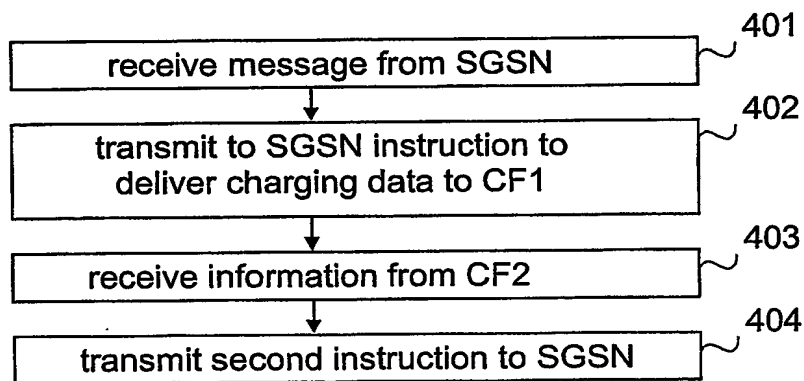 401
receive message from SGSN
402
transmit to SGSN instruction to
deliver charging data to CF1
403
receive information from CF2
404
transmit second instruction to SGSN